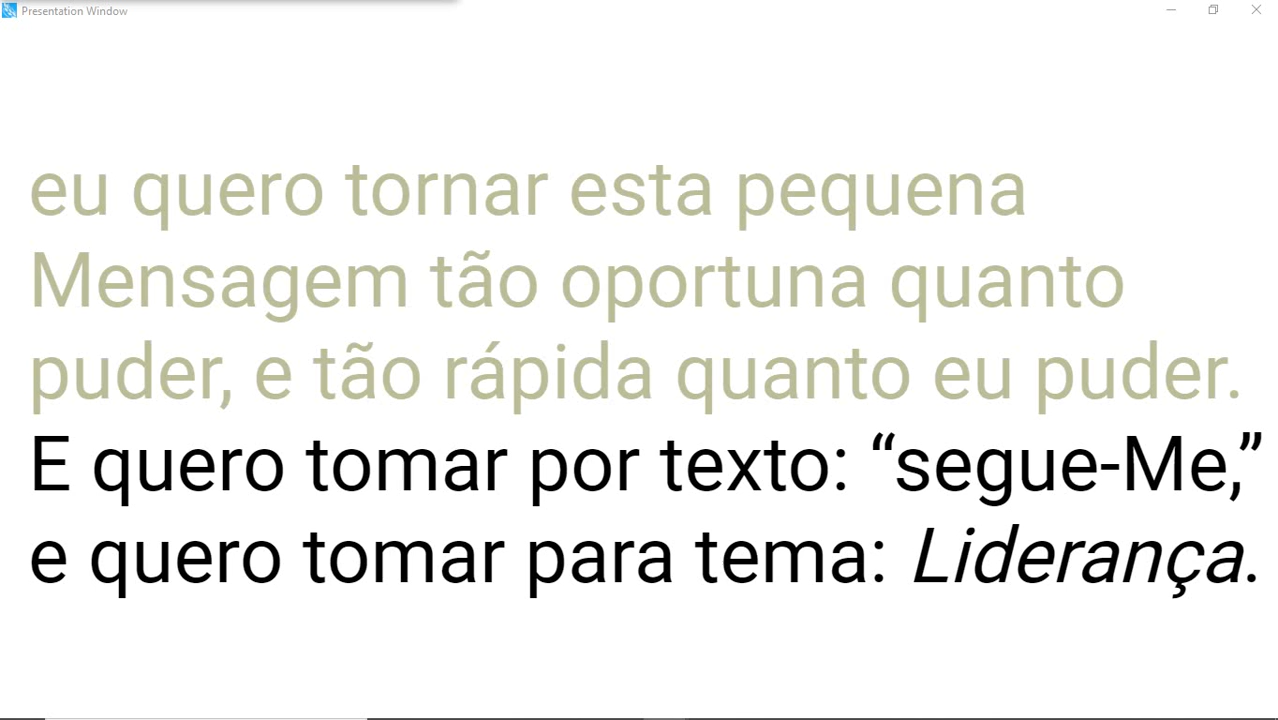 Presentation Window
eu quero tornar esta pequena
Mensagem tão oportuna quanto
puder, e tão rápida quanto eu puder.
E quero tomar por texto: “segue-Me,”
e quero tomar para tema: Liderança.